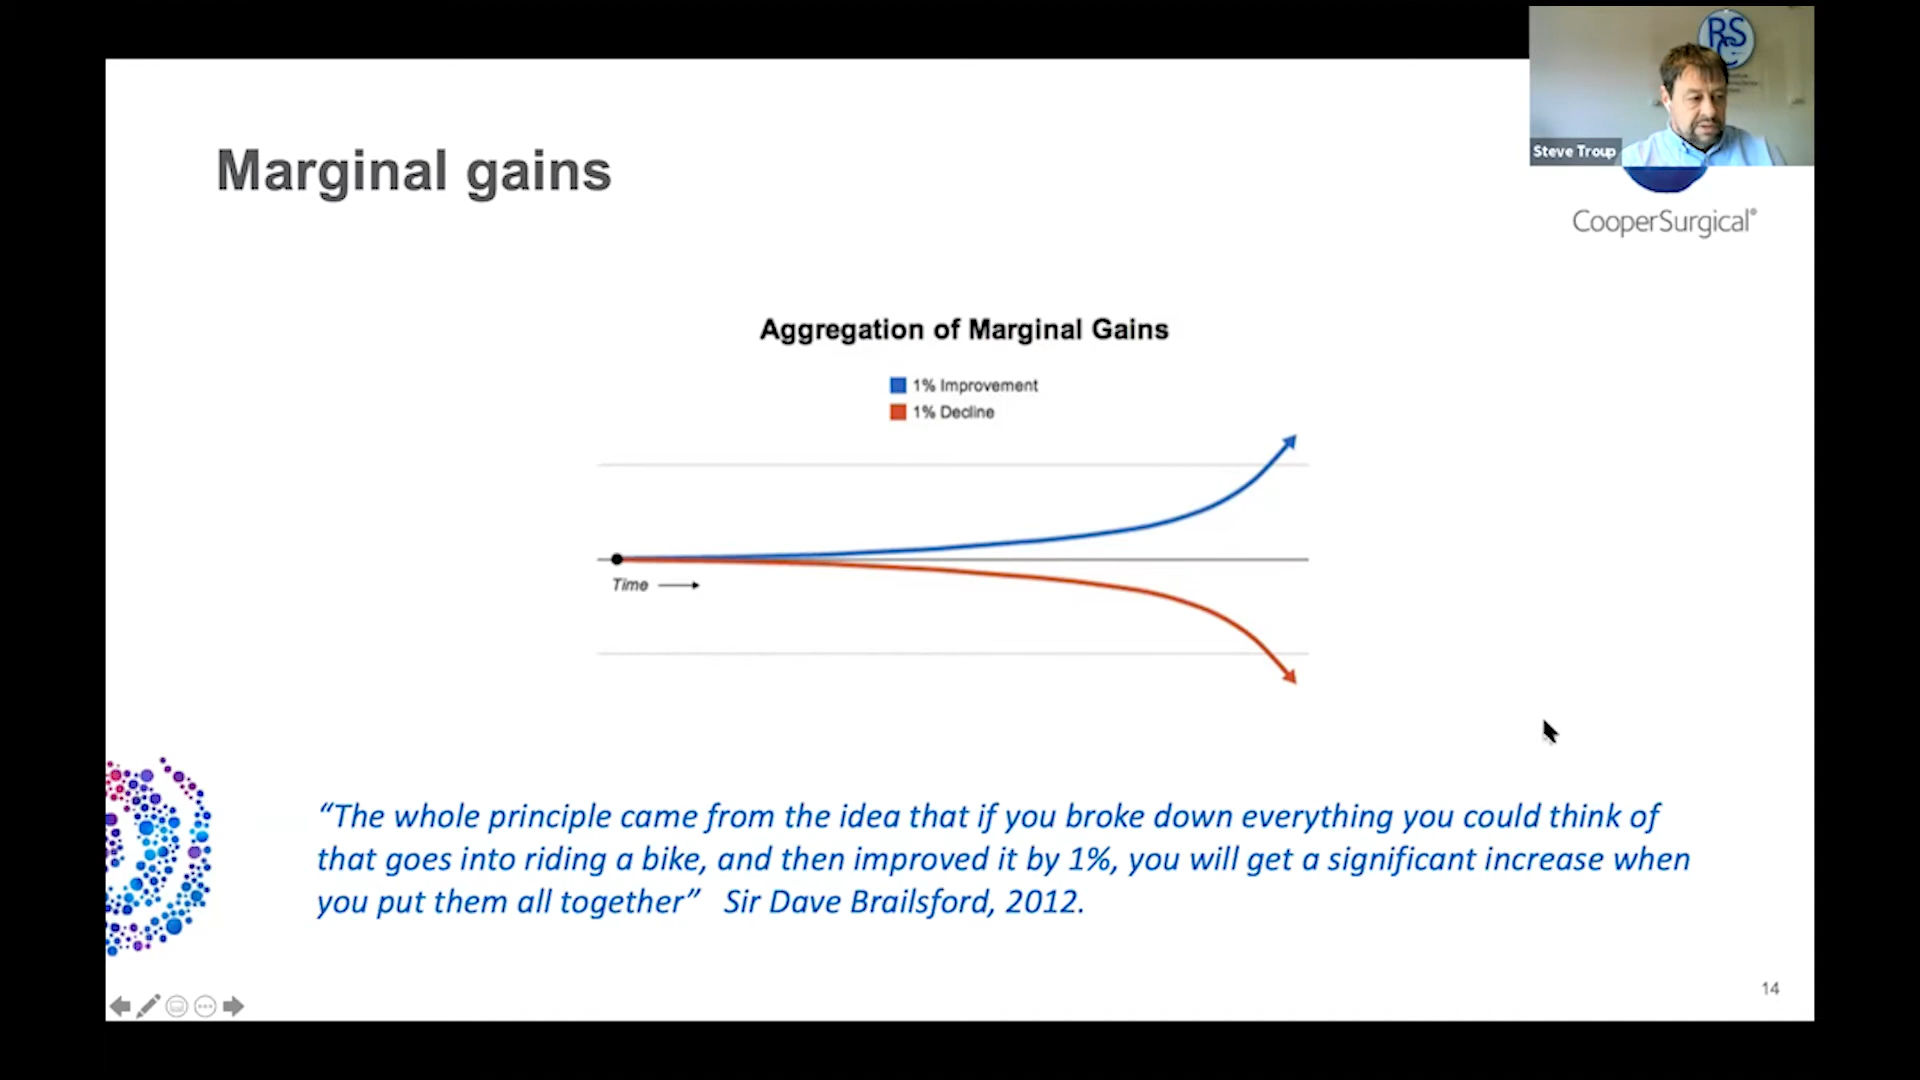 RSC
Steve Troup
CooperSurgical®
Marginal gains
Aggregation of Marginal Gains
1% Improvement
1% Decline
Time
“The whole principle came from the idea that if you broke down everything you could think of
that goes into riding a bike, and then improved it by 1%, you will get a significant increase when
you put them all together” Sir Dave Brailsford, 2012.
14